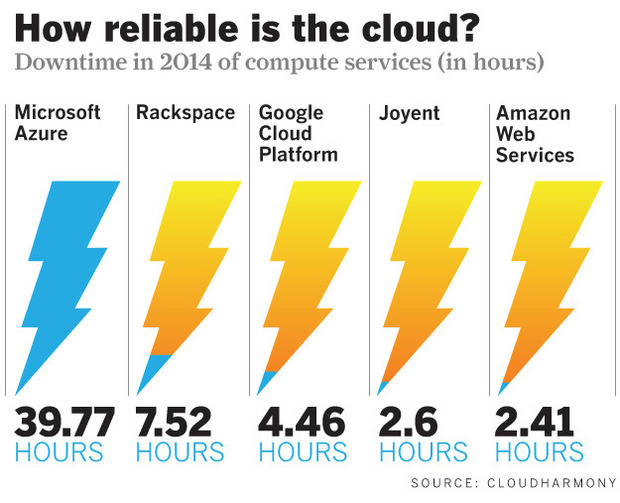 How reliable is the cloud?
Downtime in 2014 of compute services (in hours)
Microsoft
Azure
Rackspace
Google
Cloud
Platform
Joyent
Amazon
Web
Services
39.77
HOURS
7.52
HOURS
4.46
HOURS
2.6
HOURS
2.41
HOURS
SOURCE: CLOUDHARMONY